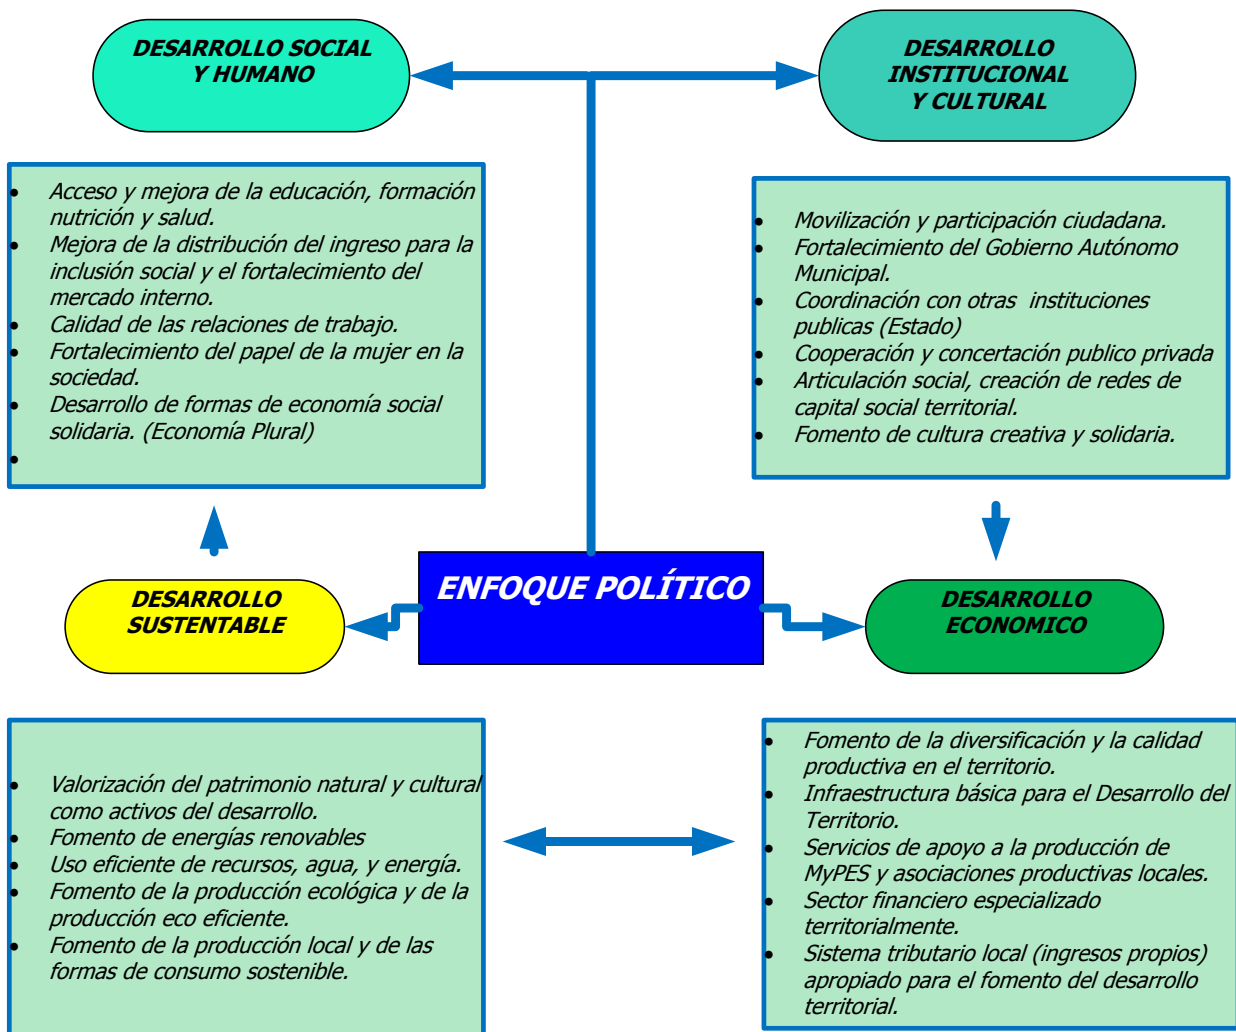 DESARROLLO SOCIAL
Y HUMANO
DESARROLLO
INSTITUCIONAL
Y CULTURAL
• Acceso y mejora de la educación, formación
nutrición y salud.
• Mejora de la distribución del ingreso para la
inclusión social y el fortalecimiento del
mercado interno.
• Calidad de las relaciones de trabajo.
• Fortalecimiento del papel de la mujer en la
sociedad.
• Desarrollo de formas de economía social
solidaria. (Economía Plural)
•
• Movilización y participación ciudadana.
• Fortalecimiento del Gobierno Autónomo
Municipal.
• Coordinación con otras instituciones
publicas (Estado)
• Cooperación y concertación publico privada
• Articulación social, creación de redes de
capital social territorial.
• Fomento de cultura creativa y solidaria.
ENFOQUE POLÍTICO
DESARROLLO
SUSTENTABLE
DESARROLLO
ECONOMICO
• Valorización del patrimonio natural y cultural
como activos del desarrollo.
• Fomento de energías renovables
• Uso eficiente de recursos, agua, y energía.
• Fomento de la producción ecológica y de la
producción eco eficiente.
• Fomento de la producción local y de las
formas de consumo sostenible.
• Fomento de la diversificación y la calidad
productiva en el territorio.
• Infraestructura básica para el Desarrollo del
Territorio.
• Servicios de apoyo a la producción de
MyPES y asociaciones productivas locales.
• Sector financiero especializado
territorialmente.
• Sistema tributario local (ingresos propios)
apropiado para el fomento del desarrollo
territorial.